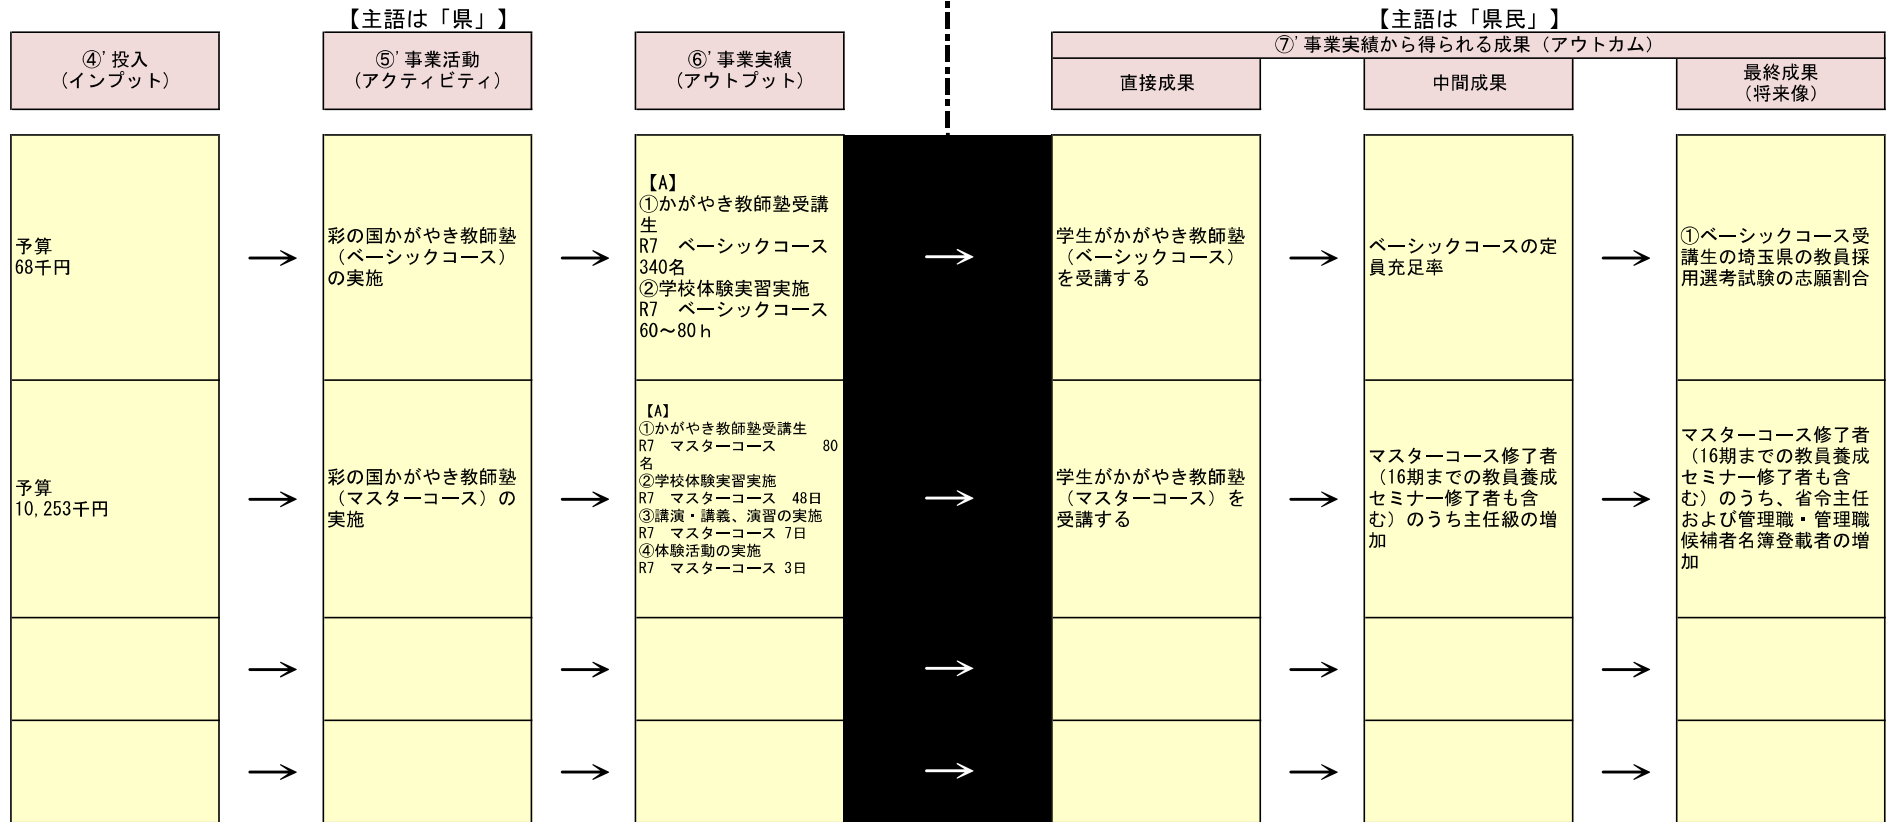 【主語は「県」】
【主語は「県民」】
④'投入
（インプット）
⑤'事業活動
（アクティビティ）
⑥'事業実績
（アウトプット）
⑦'事業実績から得られる成果（アウトカム）
直接成果
中間成果
最終成果
（将来像）
予算
68千円
彩の国かがやき教師塾
（ベーシックコース）
の実施
【A】
①かがやき教師塾受講
生
R7　ベーシックコース
340名
②学校体験実習実施
R7　ベーシックコース
60～80ｈ
学生がかがやき教師塾
（ベーシックコース）
を受講する
ベーシックコースの定
員充足率
①ベーシックコース受
講生の埼玉県の教員採
用選考試験の志願割合
予算
10,253千円
彩の国かがやき教師塾
（マスターコース）の
実施
【A】
①かがやき教師塾受講生
R7　マスターコース　　　80
名
②学校体験実習実施
R7　マスターコース　48日
③講演・講義、演習の実施
R7　マスターコース 7日
④体験活動の実施
R7　マスターコース 3日
学生がかがやき教師塾
（マスターコース）を
受講する
マスターコース修了者
（16期までの教員養成
セミナー修了者も含
む）のうち主任級の増
加
マスターコース修了者
（16期までの教員養成
セミナー修了者も含
む）のうち、省令主任
および管理職・管理職
候補者名簿登載者の増
加